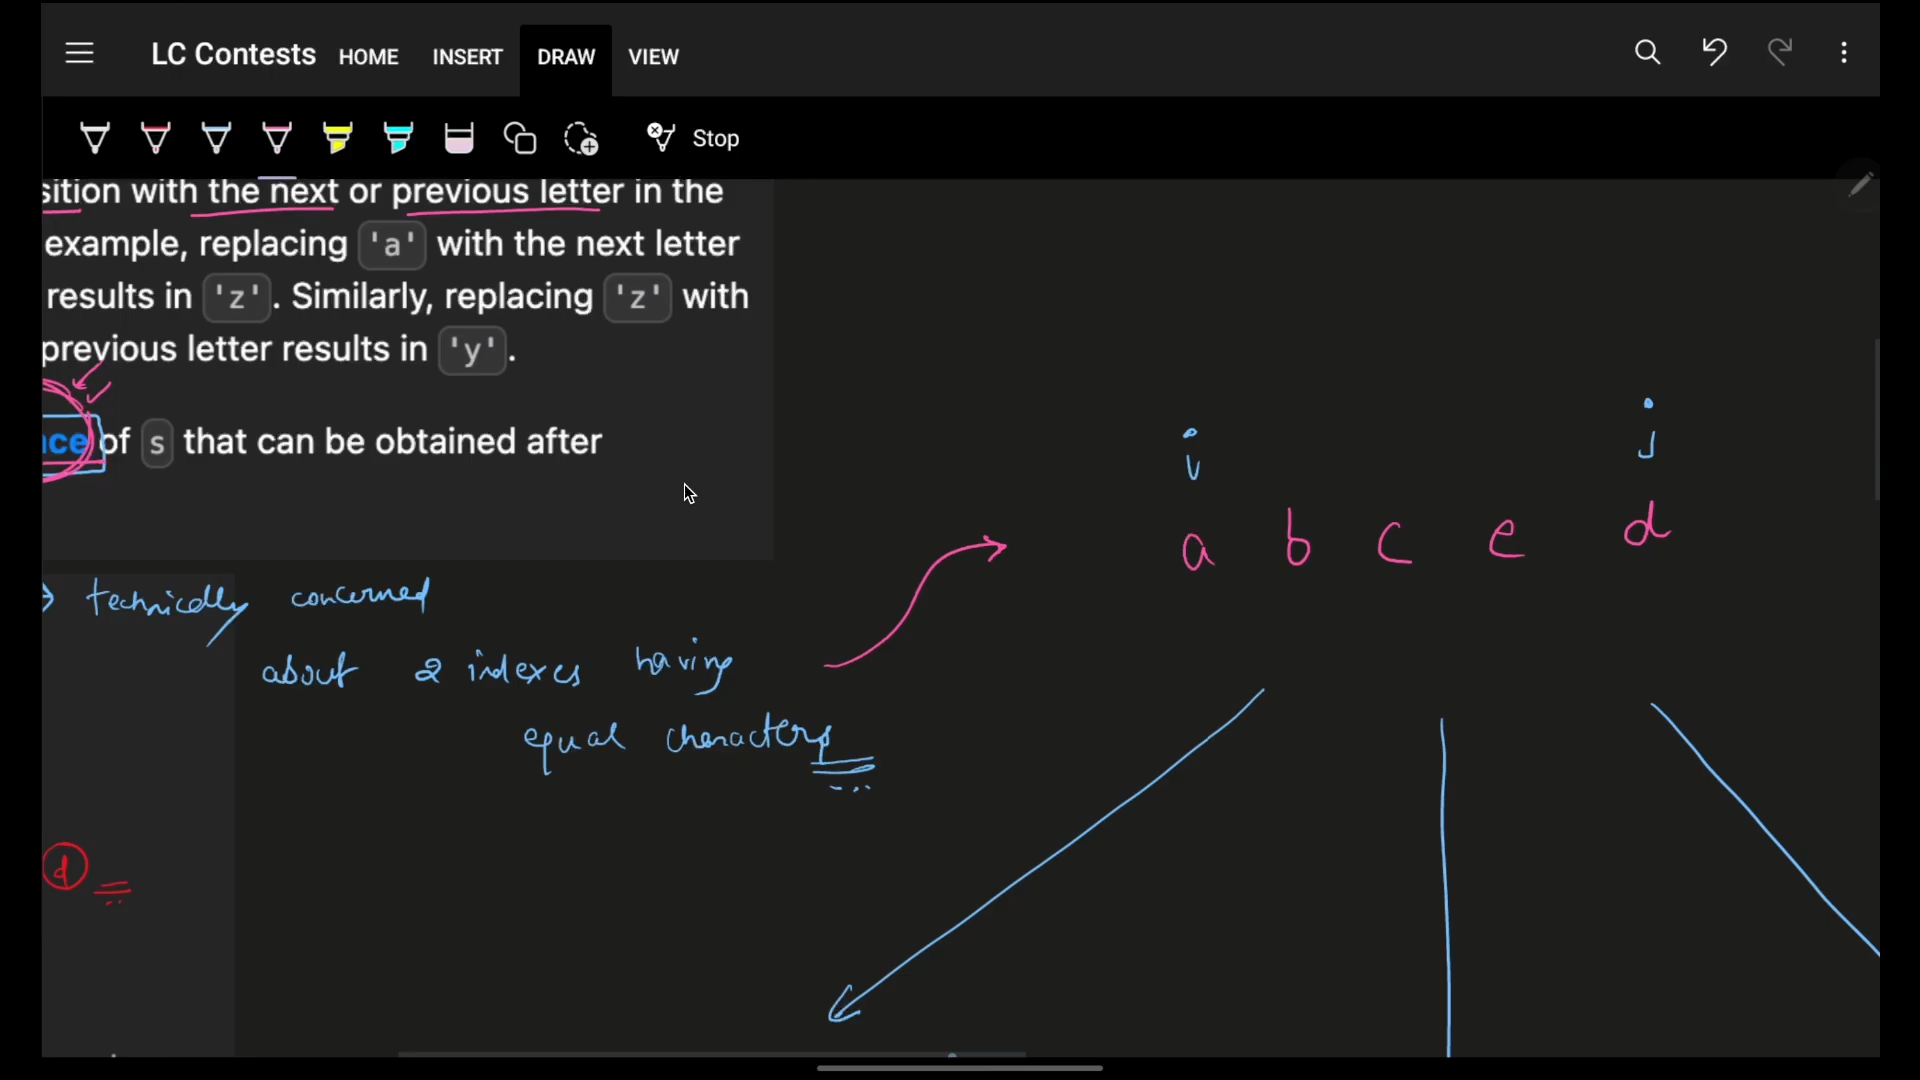 LC Contests HOME INSERT DRAW VIEW
Stop
sition with the next or previous letter in the
example, replacing 'a' with the next letter
results in 'z'. Similarly, replacing 'z' with
previous letter results in 'y'.
nce of s that can be obtained after
i j
a b c e d
technically concerned
about 2 indexes having
equal characters
d